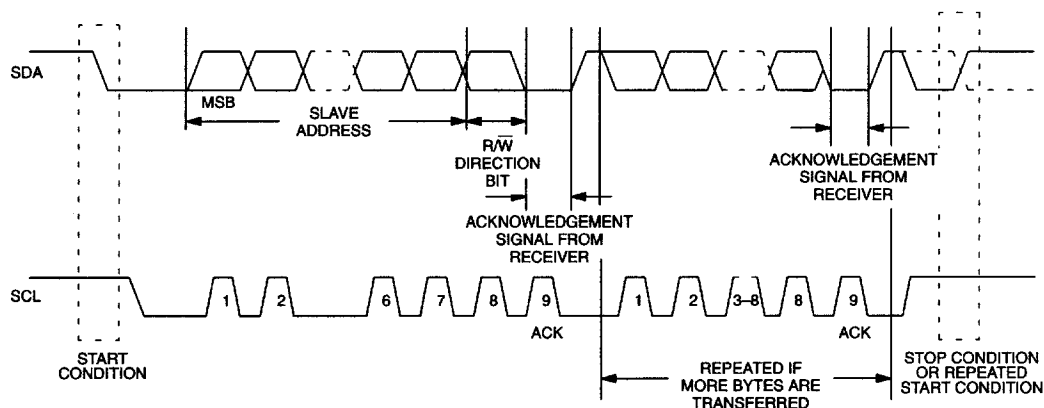 SDA
MSB
SLAVE
ADDRESS
R/W̅
DIRECTION
BIT
ACKNOWLEDGEMENT
SIGNAL FROM
RECEIVER
ACKNOWLEDGEMENT
SIGNAL FROM
RECEIVER
SCL
1 2 6 7 8 9 1 2 3–8 8 9
ACK ACK
START
CONDITION
REPEATED IF
MORE BYTES ARE
TRANSFERRED
STOP CONDITION
OR REPEATED
START CONDITION